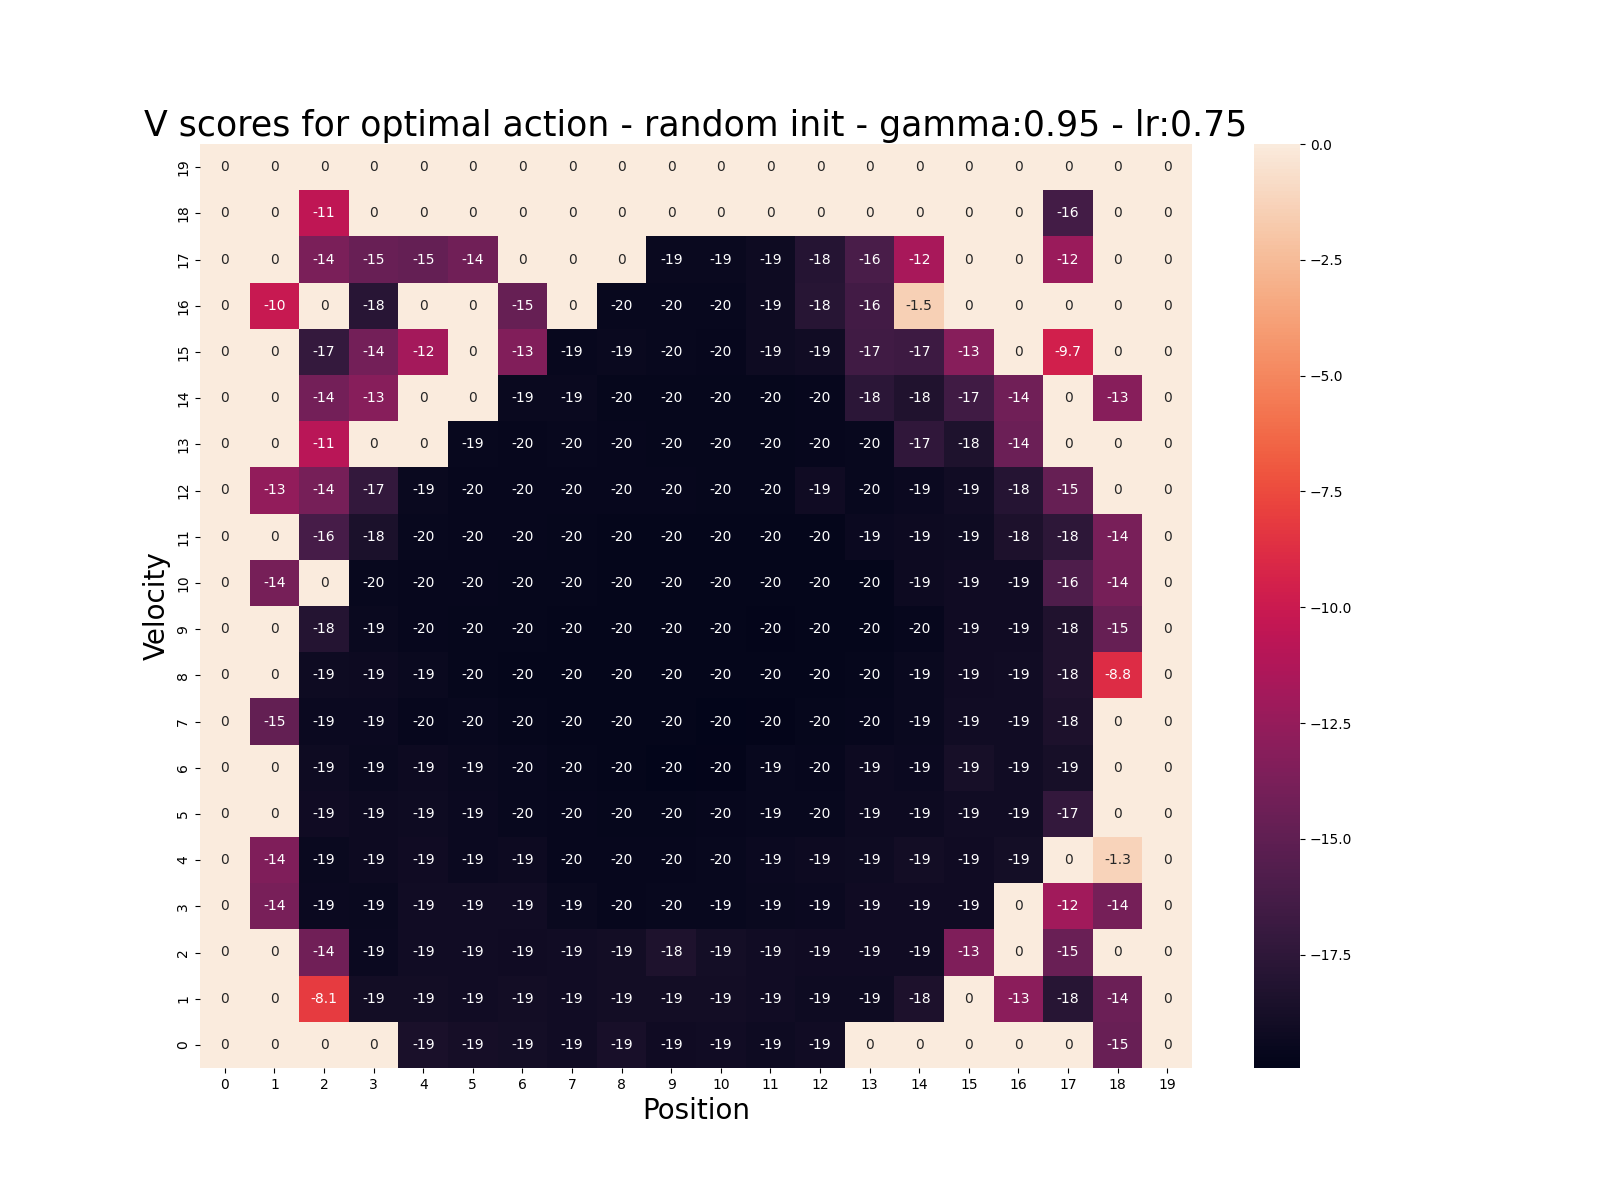 V scores for optimal action - random init - gamma:0.95 - lr:0.75
19 0 0 0 0 0 0 0 0 0 0 0 0 0 0 0 0 0 0 0 0
18 0 0 -11 0 0 0 0 0 0 0 0 0 0 0 0 0 0 -16 0 0
17 0 0 -14 -15 -15 -14 0 0 0 -19 -19 -19 -18 -16 -12 0 0 -12 0 0
16 0 -10 0 -18 0 0 -15 0 -20 -20 -20 -19 -18 -16 -1.5 0 0 0 0 0
15 0 0 -17 -14 -12 0 -13 -19 -19 -20 -20 -19 -19 -17 -17 -13 0 -9.7 0 0
14 0 0 -14 -13 0 0 -19 -19 -20 -20 -20 -20 -20 -18 -18 -17 -14 0 -13 0
13 0 0 -11 0 0 -19 -20 -20 -20 -20 -20 -20 -20 -20 -17 -18 -14 0 0 0
12 0 -13 -14 -17 -19 -20 -20 -20 -20 -20 -20 -20 -19 -20 -19 -19 -18 -15 0 0
11 0 0 -16 -18 -20 -20 -20 -20 -20 -20 -20 -20 -20 -19 -19 -19 -18 -18 -14 0
10 0 -14 0 -20 -20 -20 -20 -20 -20 -20 -20 -20 -20 -20 -19 -19 -19 -16 -14 0
9 0 0 -18 -19 -20 -20 -20 -20 -20 -20 -20 -20 -20 -20 -20 -19 -19 -18 -15 0
8 0 0 -19 -19 -19 -20 -20 -20 -20 -20 -20 -20 -20 -20 -19 -19 -19 -18 -8.8 0
7 0 -15 -19 -19 -20 -20 -20 -20 -20 -20 -20 -20 -20 -20 -19 -19 -19 -18 0 0
6 0 0 -19 -19 -19 -19 -20 -20 -20 -20 -20 -19 -20 -19 -19 -19 -19 -19 0 0
5 0 0 -19 -19 -19 -19 -20 -20 -20 -20 -20 -19 -20 -19 -19 -19 -19 -17 0 0
4 0 -14 -19 -19 -19 -19 -19 -20 -20 -20 -20 -19 -19 -19 -19 -19 -19 0 -1.3 0
3 0 -14 -19 -19 -19 -19 -19 -19 -20 -20 -19 -19 -19 -19 -19 -19 0 -12 -14 0
2 0 0 -14 -19 -19 -19 -19 -19 -19 -18 -19 -19 -19 -19 -19 -13 0 -15 0 0
1 0 0 -8.1 -19 -19 -19 -19 -19 -19 -19 -19 -19 -19 -19 -18 0 -13 -18 -14 0
0 0 0 0 0 -19 -19 -19 -19 -19 -19 -19 -19 -19 0 0 0 0 0 -15 0
0 1 2 3 4 5 6 7 8 9 10 11 12 13 14 15 16 17 18 19
Position
Velocity
0.0
−2.5
−5.0
−7.5
−10.0
−12.5
−15.0
−17.5